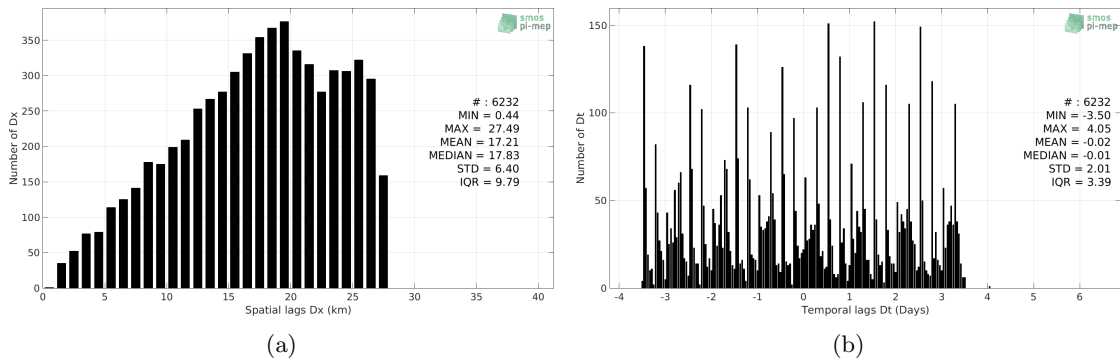 smos
pi-mep
350
300
250
200
150
100
50
0
Number of Dx
# : 6232
MIN = 0.44
MAX = 27.49
MEAN = 17.21
MEDIAN = 17.83
STD = 6.40
IQR = 9.79
0 5 10 15 20 25 30 35 40
Spatial lags Dx (km)
(a)
smos
pi-mep
150
100
50
0
Number of Dt
# : 6232
MIN = -3.50
MAX = 4.05
MEAN = -0.02
MEDIAN = -0.01
STD = 2.01
IQR = 3.39
-4 -3 -2 -1 0 1 2 3 4 5 6
Temporal lags Dt (Days)
(b)